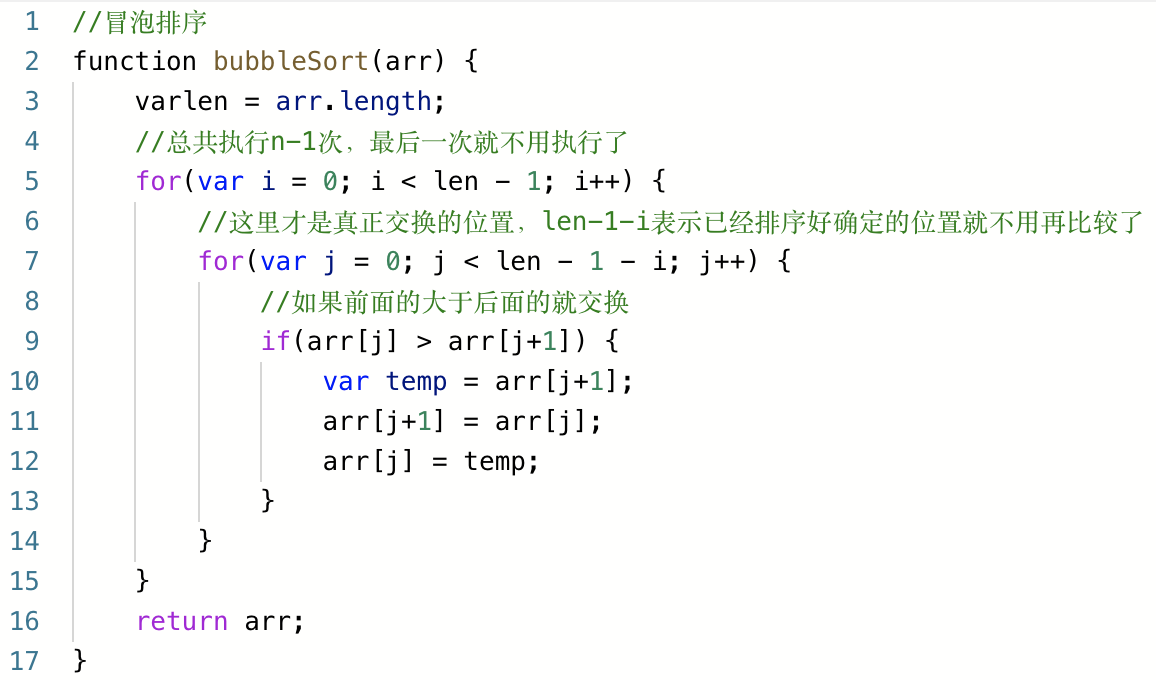 1 //冒泡排序
2 function bubbleSort(arr) {
3     varlen = arr.length;
4     //总共执行n-1次，最后一次就不用执行了
5     for(var i = 0; i < len - 1; i++) {
6         //这里才是真正交换的位置，len-1-i表示已经排序好确定的位置就不用再比较了
7         for(var j = 0; j < len - 1 - i; j++) {
8             //如果前面的大于后面的就交换
9             if(arr[j] > arr[j+1]) {
10                 var temp = arr[j+1];
11                 arr[j+1] = arr[j];
12                 arr[j] = temp;
13             }
14         }
15     }
16     return arr;
17 }